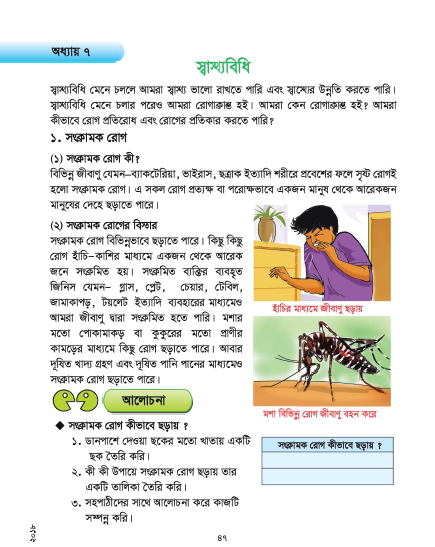 অধ্যায় ৭
স্বাস্থ্যবিধি
স্বাস্থ্যবিধি মেনে চললে আমরা স্বাস্থ্য ভালো রাখতে পারি এবং স্বাস্থ্যের উন্নতি করতে পারি।
স্বাস্থ্যবিধি মেনে চলার পরেও আমরা রোগাক্রান্ত হই। আমরা কেন রোগাক্রান্ত হই? আমরা
কীভাবে রোগ প্রতিরোধ এবং রোগের প্রতিকার করতে পারি?
১. সংক্রামক রোগ
(১) সংক্রামক রোগ কী?
বিভিন্ন জীবাণু যেমন–ব্যাকটেরিয়া, ভাইরাস, ছত্রাক ইত্যাদি শরীরে প্রবেশের ফলে সৃষ্ট রোগই
হলো সংক্রামক রোগ। এ সকল রোগ প্রত্যক্ষ বা পরোক্ষভাবে একজন মানুষ থেকে আরেকজন
মানুষের দেহে ছড়াতে পারে।
(২) সংক্রামক রোগের বিস্তার
সংক্রামক রোগ বিভিন্নভাবে ছড়াতে পারে। কিছু কিছু
রোগ হাঁচি–কাশির মাধ্যমে একজন থেকে আরেক
জনে সংক্রমিত হয়। সংক্রমিত ব্যক্তির ব্যবহৃত
জিনিস যেমন– গ্লাস, প্লেট, চেয়ার, টেবিল,
জামাকাপড়, টয়লেট ইত্যাদি ব্যবহারের মাধ্যমেও
আমরা জীবাণু দ্বারা সংক্রমিত হতে পারি। মশার
মতো পোকামাকড় বা কুকুরের মতো প্রাণীর
কামড়ের মাধ্যমে কিছু রোগ ছড়াতে পারে। আবার
দূষিত খাদ্য গ্রহণ এবং দূষিত পানি পানের মাধ্যমেও
সংক্রামক রোগ ছড়াতে পারে।
হাঁচির মাধ্যমে জীবাণু ছড়ায়
মশা বিভিন্ন রোগ জীবাণু বহন করে
আলোচনা
◆ সংক্রামক রোগ কীভাবে ছড়ায় ?
১. ডানপাশে দেওয়া ছকের মতো খাতায় একটি
ছক তৈরি করি।
২. কী কী উপায়ে সংক্রামক রোগ ছড়ায় তার
একটি তালিকা তৈরি করি।
৩. সহপাঠীদের সাথে আলোচনা করে কাজটি
সম্পন্ন করি।
সংক্রামক রোগ কীভাবে ছড়ায় ?
২০১৮
৪৭